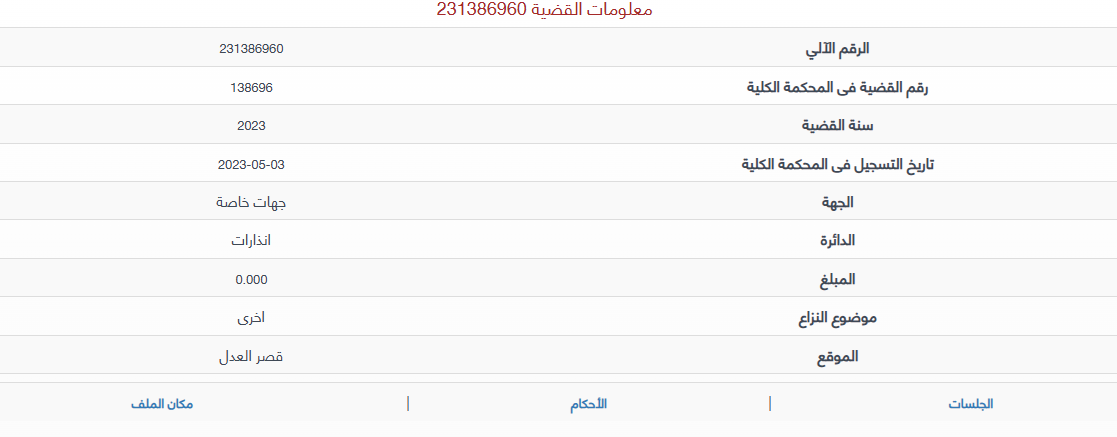 معلومات القضية 231386960
الرقم الآلي 231386960
رقم القضية فى المحكمة الكلية 138696
سنة القضية 2023
تاريخ التسجيل فى المحكمة الكلية 2023-05-03
الجهة جهات خاصة
الدائرة انذارات
المبلغ 0.000
موضوع النزاع اخرى
الموقع قصر العدل
الجلسات | الأحكام | مكان الملف